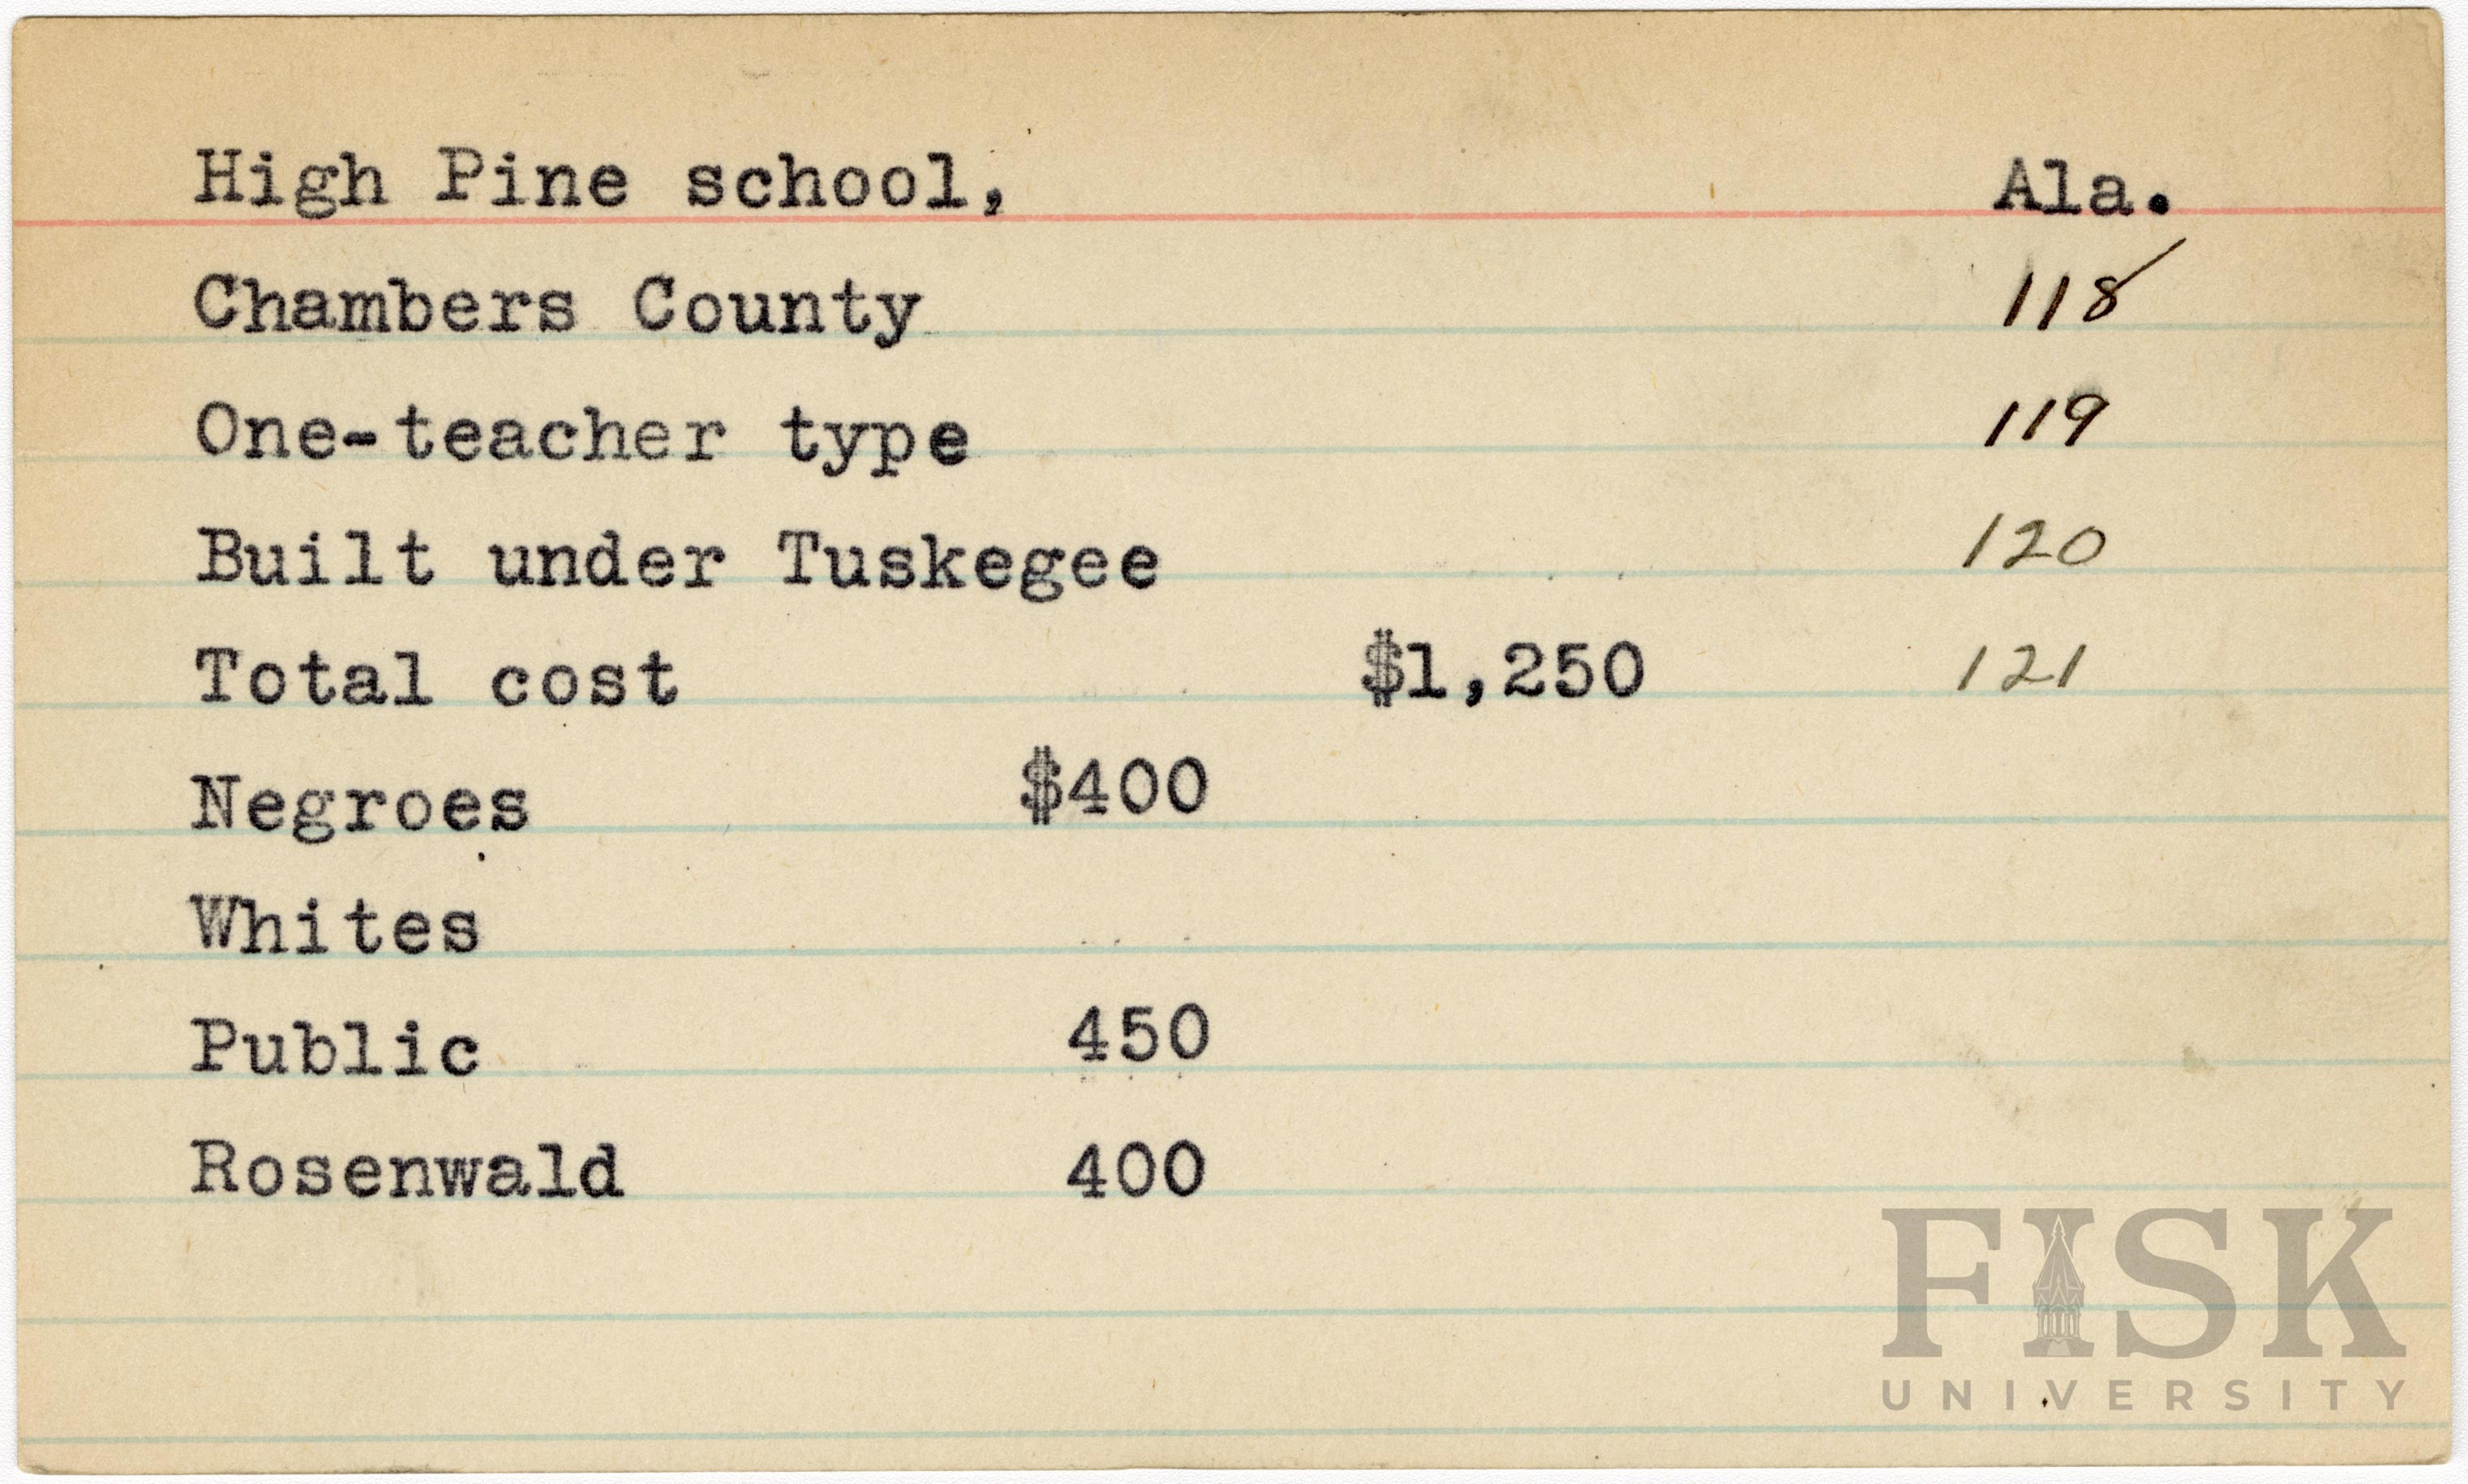 High Pine school, Ala.
Chambers County 118
One-teacher type 119
Built under Tuskegee 120
Total cost $1,250 121
Negroes $400
Whites
Public 450
Rosenwald 400
FISK
UNIVERSITY